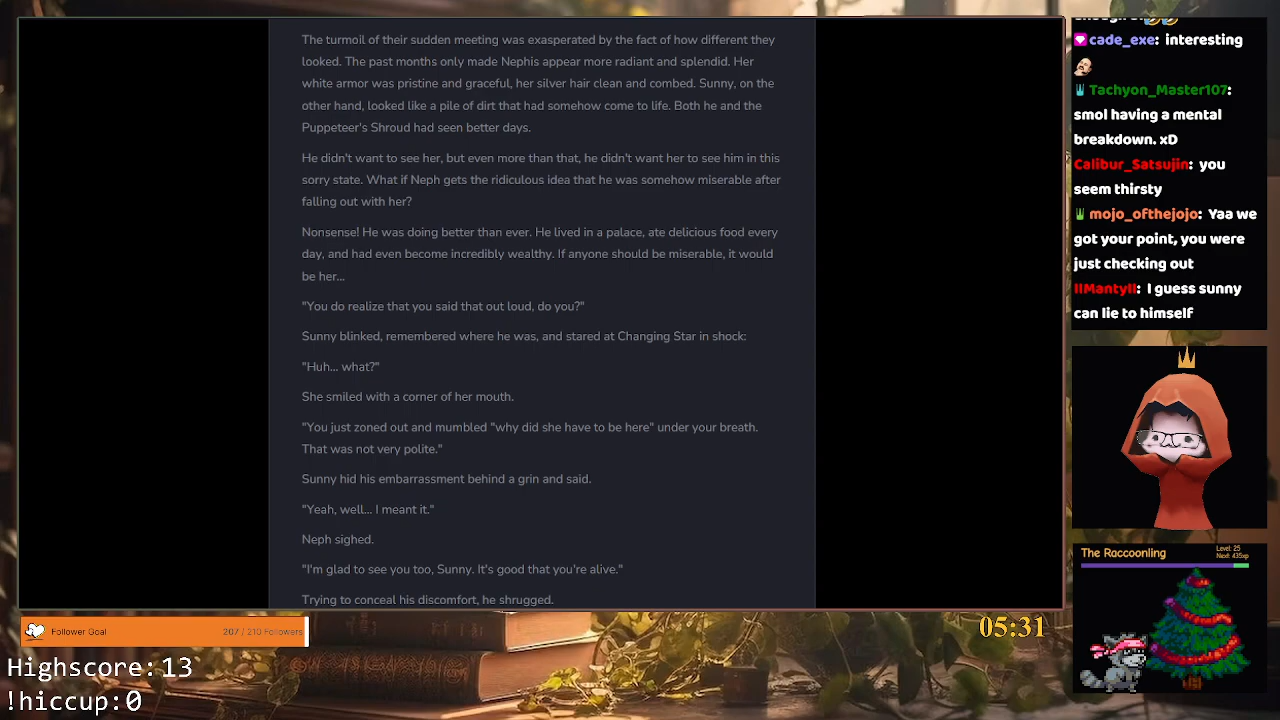 The turmoil of their sudden meeting was exasperated by the fact of how different they
looked. The past months only made Nephis appear more radiant and splendid. Her
white armor was pristine and graceful, her silver hair clean and combed. Sunny, on the
other hand, looked like a pile of dirt that had somehow come to life. Both he and the
Puppeteer's Shroud had seen better days.
He didn't want to see her, but even more than that, he didn't want her to see him in this
sorry state. What if Neph gets the ridiculous idea that he was somehow miserable after
falling out with her?
Nonsense! He was doing better than ever. He lived in a palace, ate delicious food every
day, and had even become incredibly wealthy. If anyone should be miserable, it would
be her...
"You do realize that you said that out loud, do you?"
Sunny blinked, remembered where he was, and stared at Changing Star in shock:
"Huh... what?"
She smiled with a corner of her mouth.
"You just zoned out and mumbled "why did she have to be here" under your breath.
That was not very polite."
Sunny hid his embarrassment behind a grin and said.
"Yeah, well... I meant it."
Neph sighed.
"I'm glad to see you too, Sunny. It's good that you're alive."
Trying to conceal his discomfort, he shrugged.
cade_exe: interesting
Tachyon_Master107:
smol having a mental
breakdown. xD
Calibur_Satsujin: you
seem thirsty
mojo_ofthejojo: Yaa we
got your point, you were
just checking out
IIMantyII: I guess sunny
can lie to himself
The Raccoonling
Level: 25
Next: 435xp
Follower Goal
207 / 210 Followers
05:31
Highscore:13
!hiccup:0